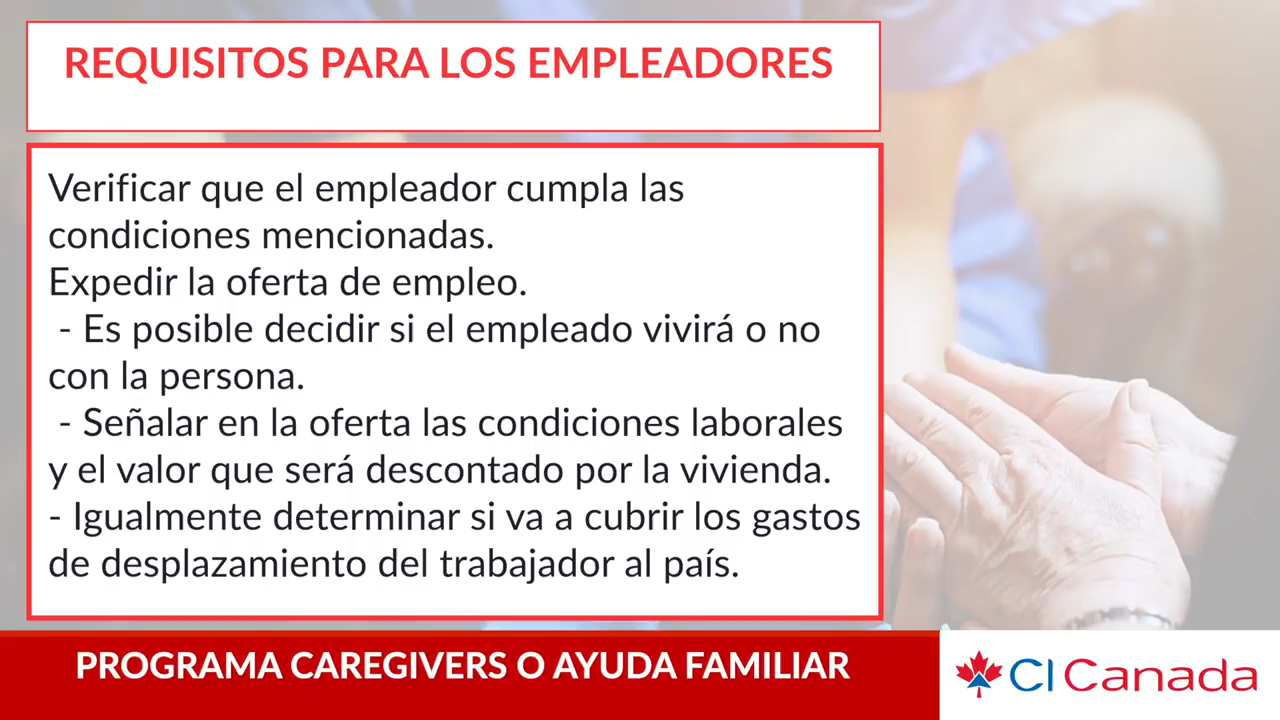 REQUISITOS PARA LOS EMPLEADORES
Verificar que el empleador cumpla las
condiciones mencionadas.
Expedir la oferta de empleo.
- Es posible decidir si el empleado vivirá o no
con la persona.
- Señalar en la oferta las condiciones laborales
y el valor que será descontado por la vivienda.
- Igualmente determinar si va a cubrir los gastos
de desplazamiento del trabajador al país.
PROGRAMA CAREGIVERS O AYUDA FAMILIAR
CI Canada